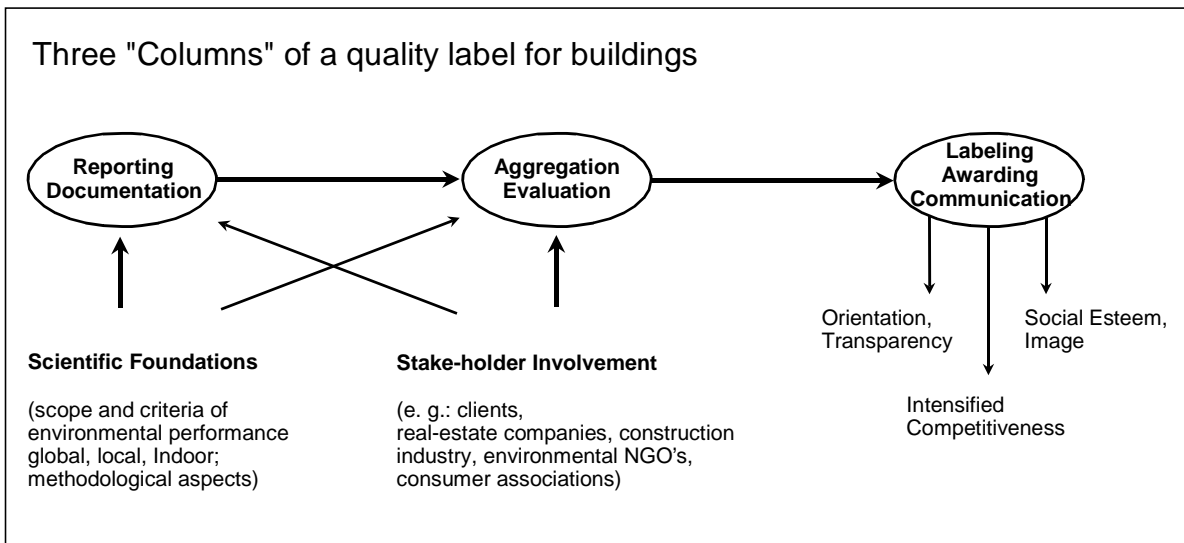 Three "Columns" of a quality label for buildings
Reporting
Documentation
Aggregation
Evaluation
Labeling
Awarding
Communication
Scientific Foundations
(scope and criteria of
environmental performance
global, local, Indoor;
methodological aspects)
Stake-holder Involvement
(e. g.: clients,
real-estate companies, construction
industry, environmental NGO's,
consumer associations)
Orientation,
Transparency
Intensified
Competitiveness
Social Esteem,
Image